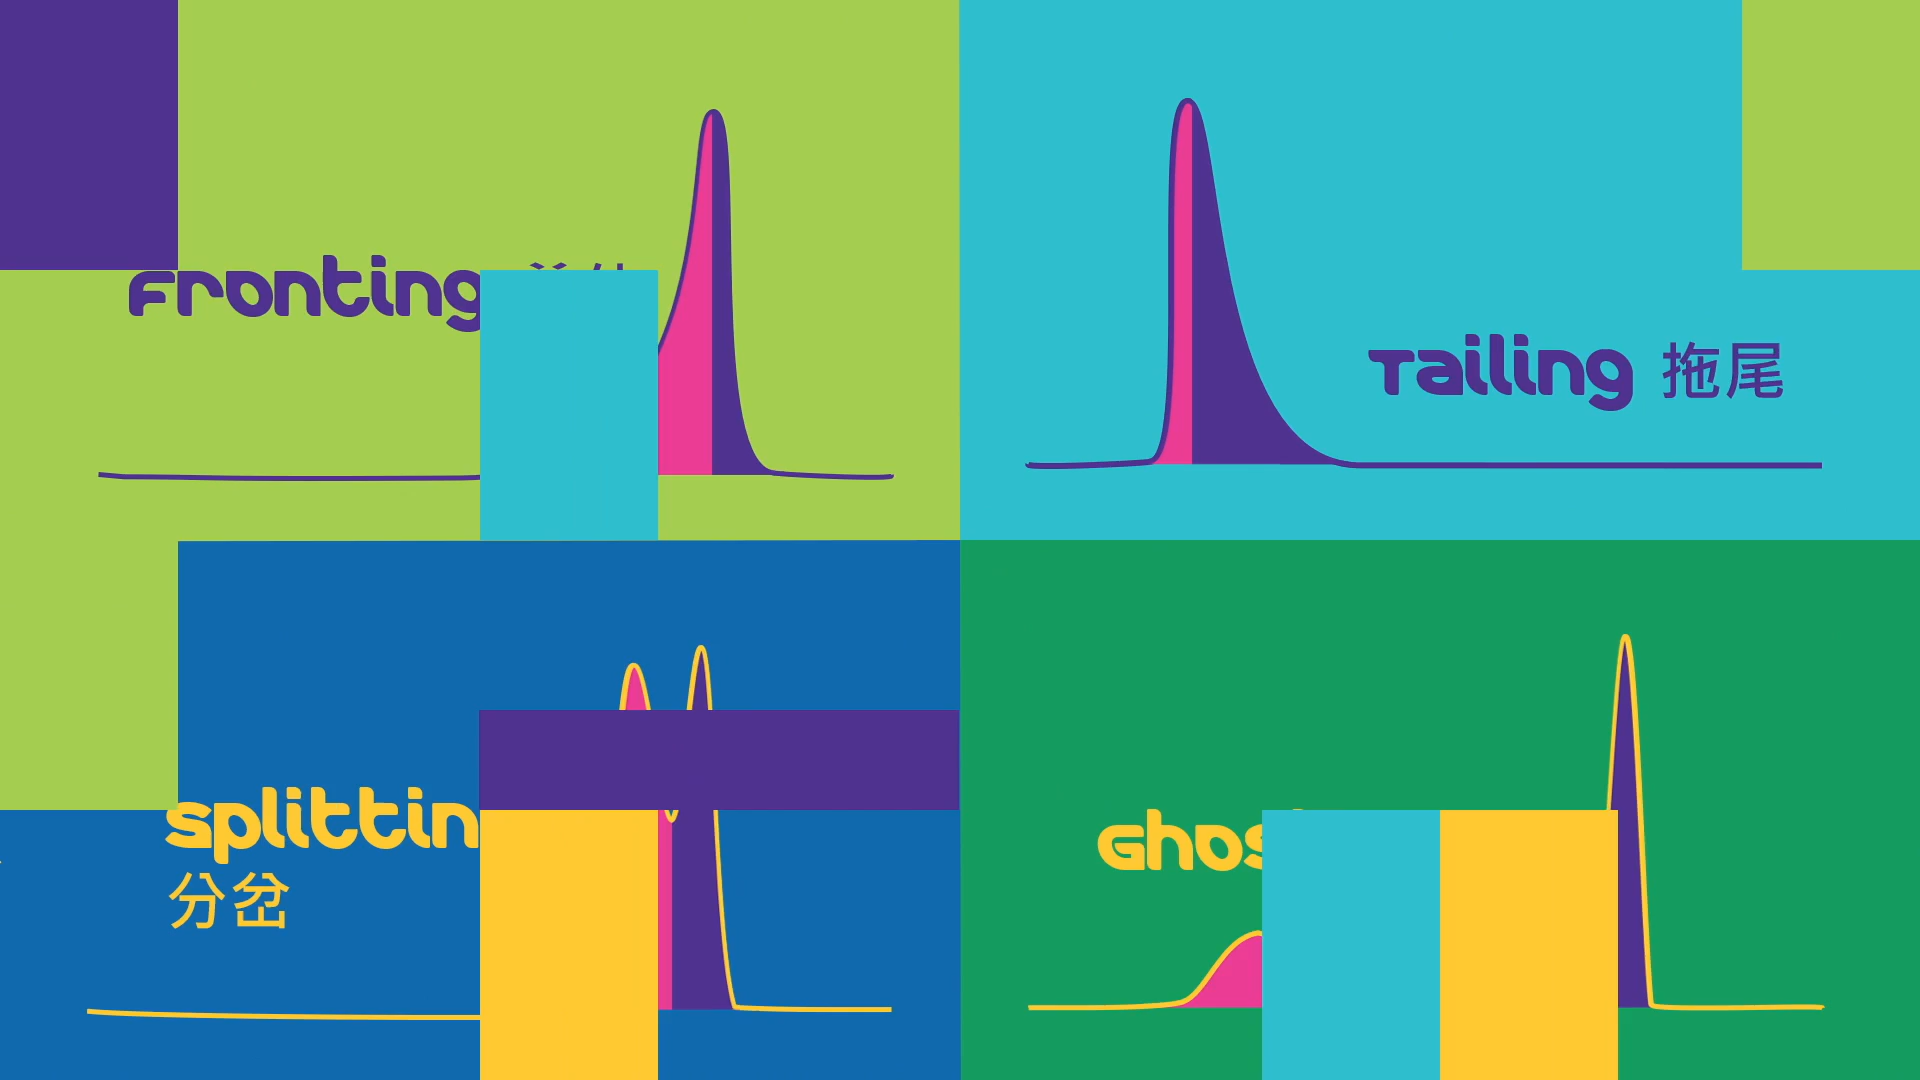 Fronting
Tailing 拖尾
Splittin
分岔
Ghos